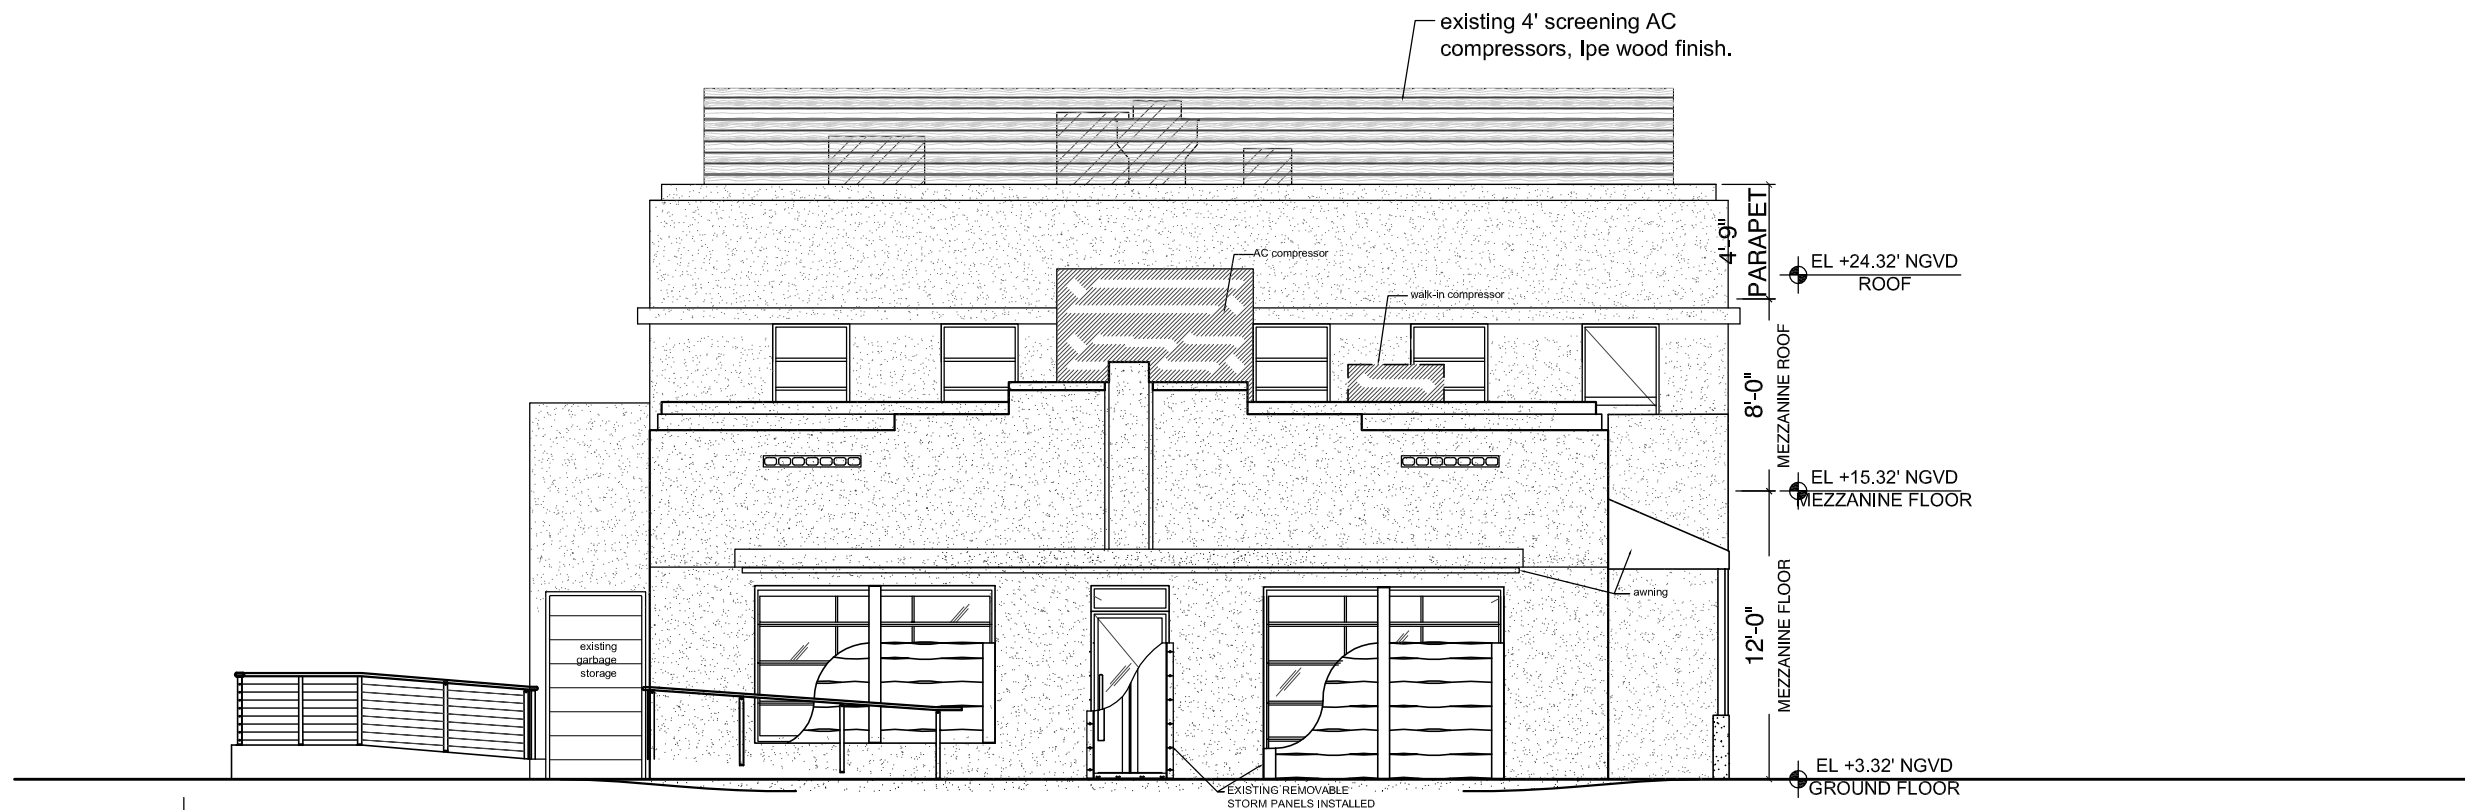 existing 4' screening AC
compressors, Ipe wood finish.
4'-9"
PARAPET
AC compressor
EL +24.32' NGVD
ROOF
walk-in compressor
8'-0"
MEZZANINE ROOF
EL +15.32' NGVD
MEZZANINE FLOOR
awning
12'-0"
MEZZANINE FLOOR
existing
garbage
storage
EL +3.32' NGVD
GROUND FLOOR
EXISTING REMOVABLE
STORM PANELS INSTALLED